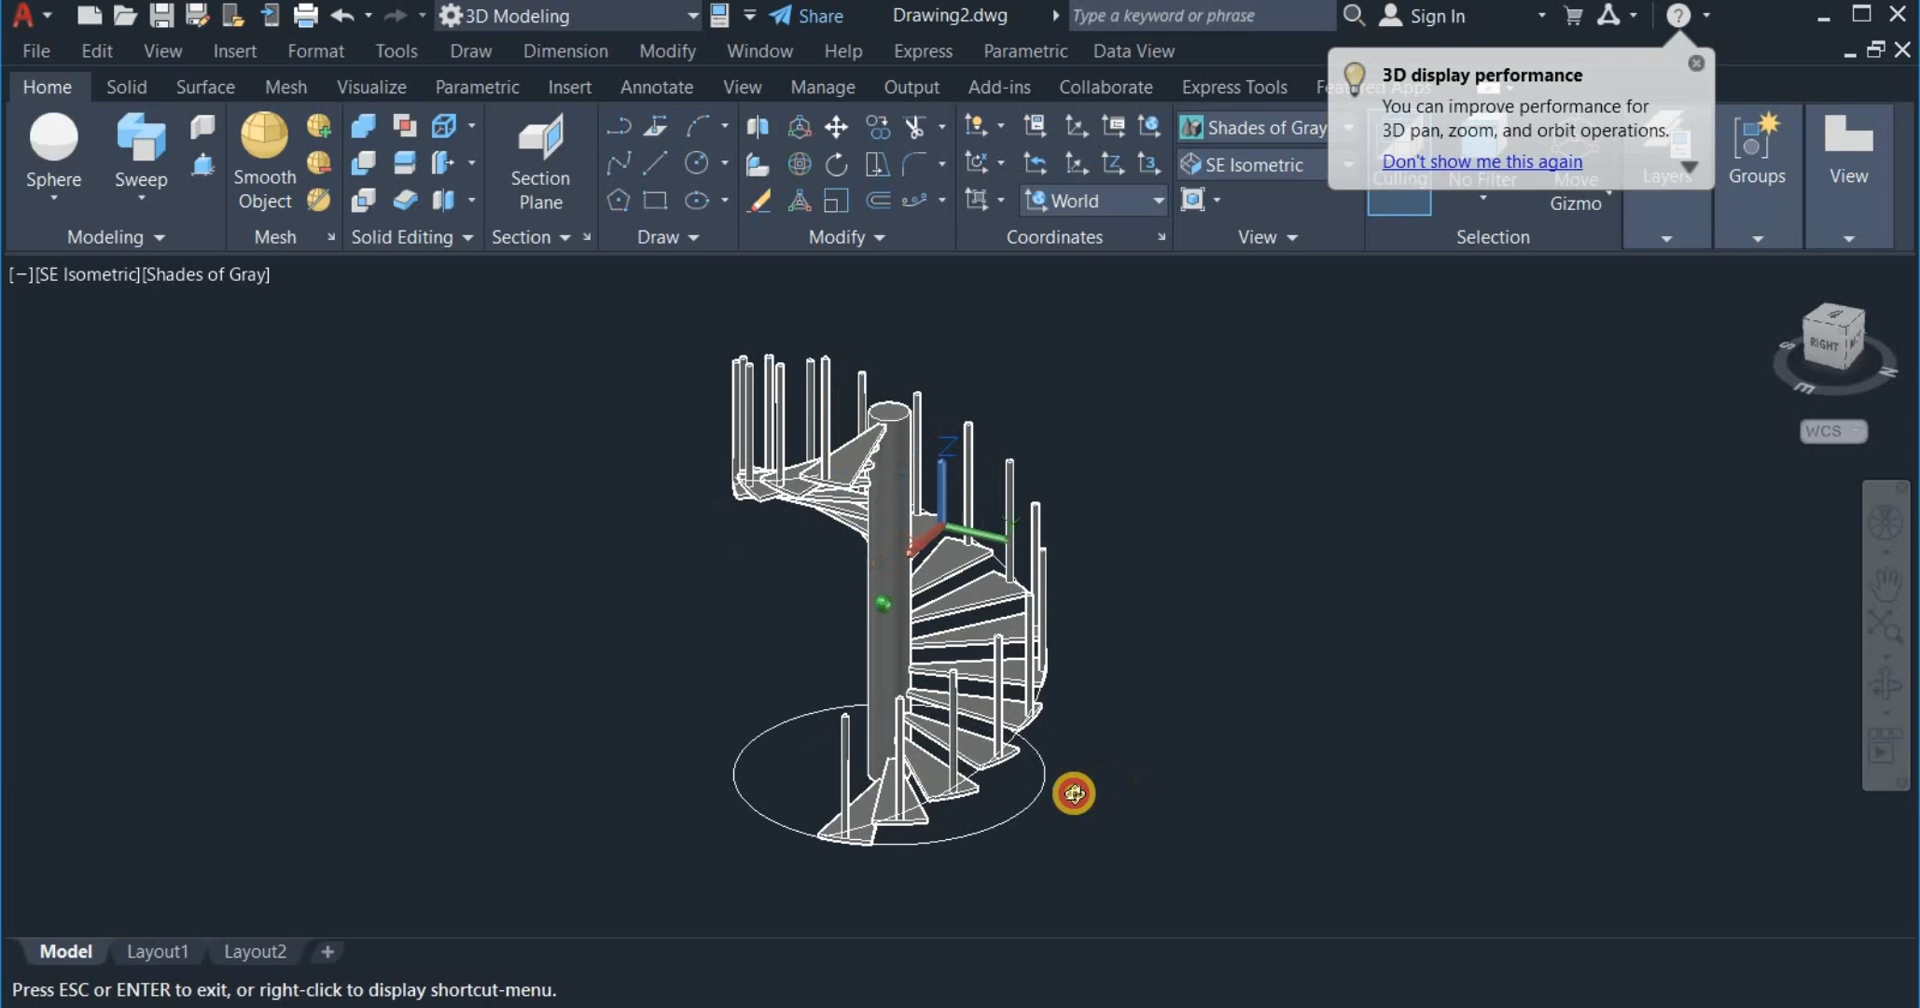 3D Modeling
Share
Drawing2.dwg
Type a keyword or phrase
Sign In
File Edit View Insert Format Tools Draw Dimension Modify Window Help Express Parametric Data View
Home Solid Surface Mesh Visualize Parametric Insert Annotate View Manage Output Add-ins Collaborate Express Tools
3D display performance
You can improve performance for
3D pan, zoom, and orbit operations.
Don't show me this again
Sphere
Sweep
Smooth
Object
Section
Plane
Shades of Gray
SE Isometric
World
Culling
No Filter
Move
Gizmo
Layers
Groups
View
Modeling
Mesh
Solid Editing
Section
Draw
Modify
Coordinates
View
Selection
[−][SE Isometric][Shades of Gray]
RIGHT
S
E
N
WCS
Z
Model Layout1 Layout2 +
Press ESC or ENTER to exit, or right-click to display shortcut-menu.